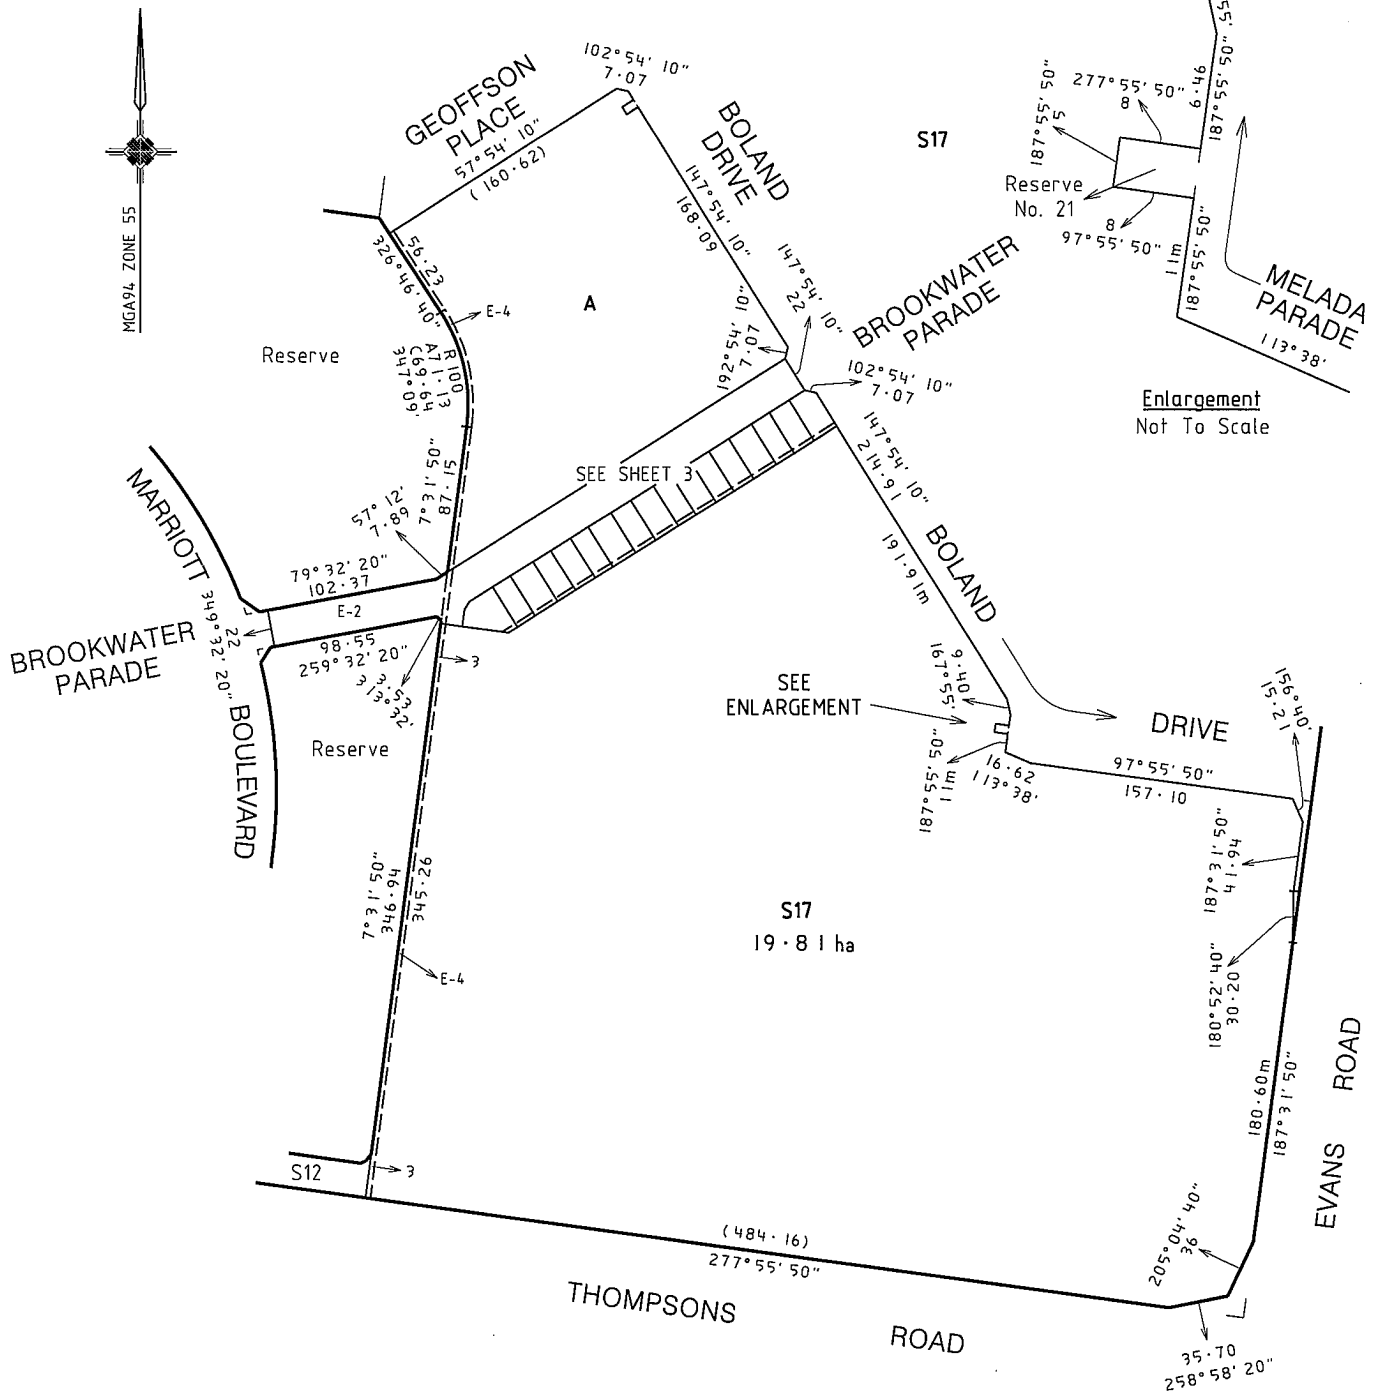 MGA94 ZONE 55
GEOFFSON
PLACE
57°54' 10"
(160·62)
102°54' 10"
7·07
BOLAND
DRIVE
147°54' 10"
168·09
S17
55' 50"
6·46
187°55' 50"
277°55' 50"
8
187°55' 50"
5
Reserve
No. 21
8
97°55' 50"
11m
187°55' 50"
MELADA
PARADE
113°38'
Enlargement
Not To Scale
56·23
326°46' 40"
E-4
A
Reserve
R 100
A71·13
C69·64
347°09'
147°54' 10"
22
BROOKWATER
PARADE
192°54' 10"
7·07
102°54' 10"
7·07
147°54' 10"
214·91
191·91m
SEE SHEET 3
7°31' 50"
87·15
57°12'
7·89
MARRIOTT
349°32' 20"
22
BOULEVARD
79°32' 20"
102·37
E-2
98·55
259°32' 20"
3·53
313°32'
3
BROOKWATER
PARADE
Reserve
BOLAND
DRIVE
9·40
167°55'
SEE
ENLARGEMENT
187°55' 50"
11m
16·62
113°38'
97°55' 50"
157·10
156°40'
15·21
187°31' 50"
41·94
180°52' 40"
30·20
S17
19·81ha
7°31' 50"
346·94
345·26
E-4
180·60m
187°31' 50"
EVANS ROAD
3
S12
(484·16)
277°55' 50"
205°04' 40"
36
35·70
258°58' 20"
THOMPSONS ROAD